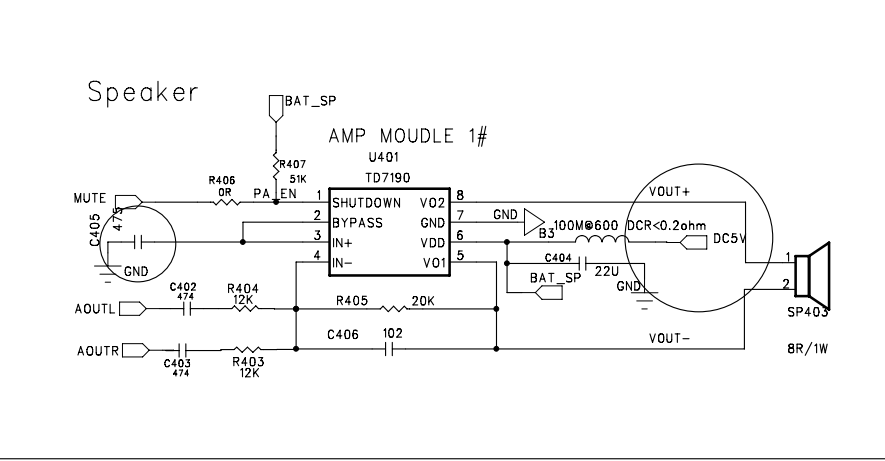 Speaker
BAT_SP
AMP MOUDLE 1#
U401
TD7190
R407
51K
R406
0R
MUTE
PA_EN
1 SHUTDOWN VO2 8
2 BYPASS GND 7
3 IN+ VDD 6
4 IN- VO1 5
C405
475
GND
GND
B3
100M@600 DCR<0.2ohm
DC5V
VOUT+
C404
22U
BAT_SP
GND
1
2
SP403
8R/1W
AOUTL
C402
474
R404
12K
R405
20K
AOUTR
C403
474
R403
12K
C406
102
VOUT-